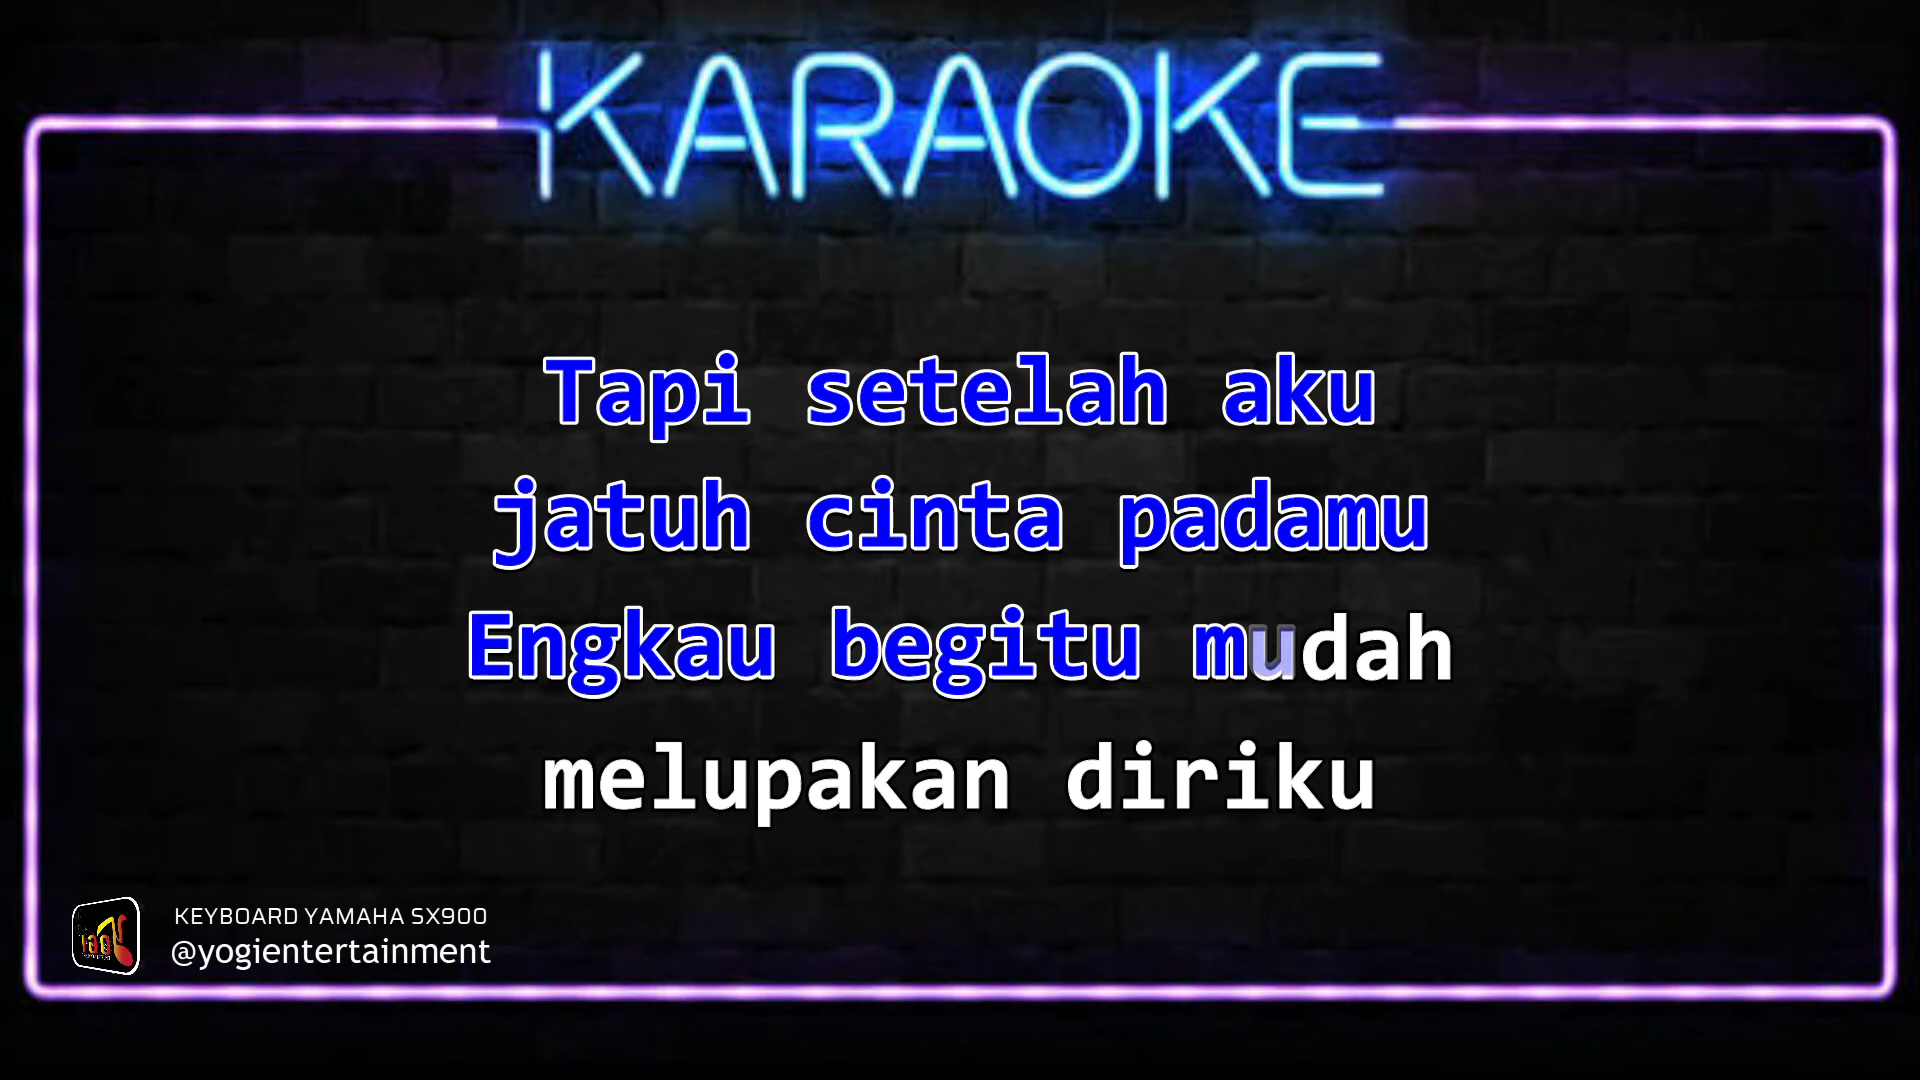 KARAOKE
Tapi setelah aku
jatuh cinta padamu
Engkau begitu mudah
melupakan diriku
KEYBOARD YAMAHA SX900
@yogientertainment